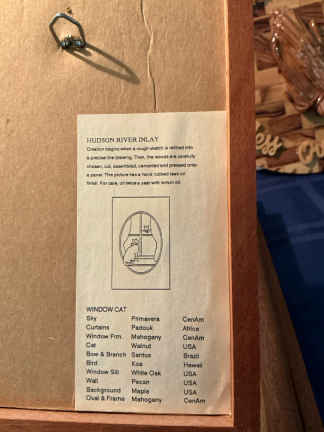 HUDSON RIVER INLAY
Creation begins when a rough sketch is refined into
a precise line drawing. Then, the woods are carefully
chosen, cut, assembled, cemented and pressed onto
a panel. The picture has a hand rubbed
finish. For care, oil twice a year with lemon oil.
WINDOW CAT
Sky Primavera CenAm
Curtains Padouk Africa
Window Frm. Mahogany CenAm
Cat Walnut USA
Bow & Branch Santos Brazil
Bird Koa Hawaii
Window Sill White Oak USA
Wall Pecan USA
Background Maple USA
Oval & Frame Mahogany CenAm